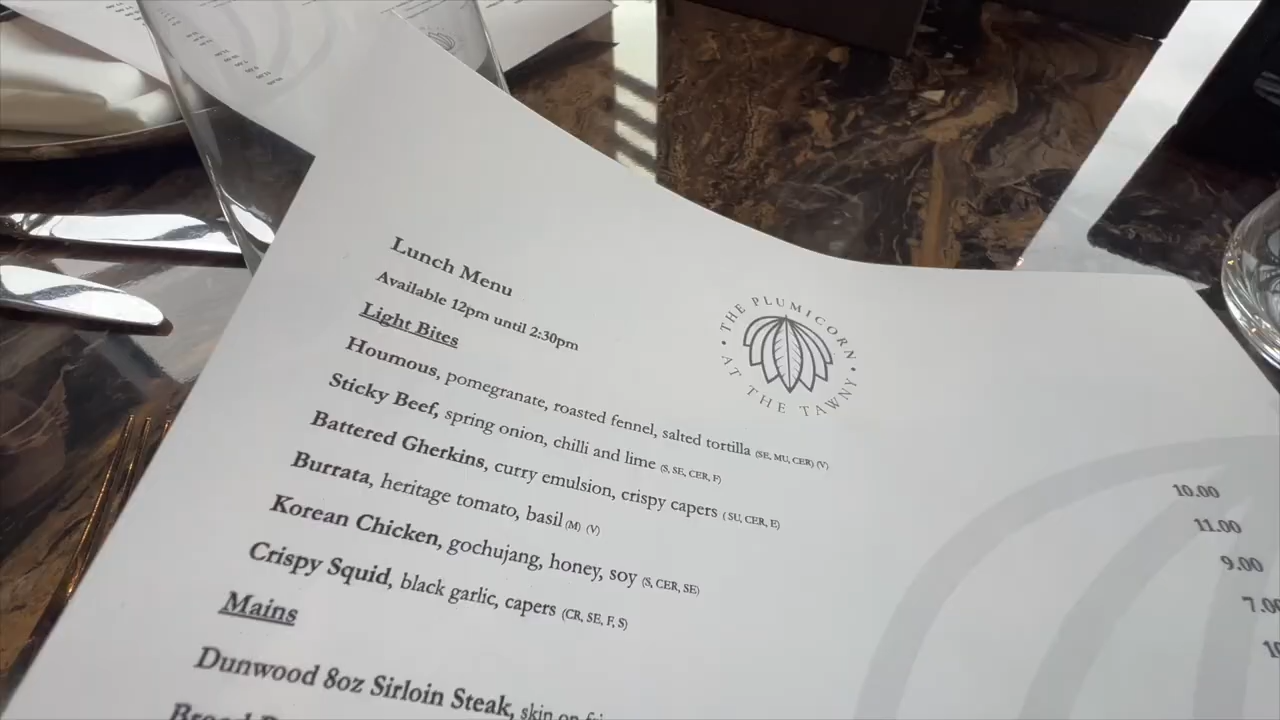 Lunch Menu
Available 12pm until 2:30pm
Light Bites
THE PLUMICORN
• AT THE TAWNY •
Houmous, pomegranate, roasted fennel, salted tortilla (SE, MU, CER) (V)
Sticky Beef, spring onion, chilli and lime (S, SE, CER, F)
Battered Gherkins, curry emulsion, crispy capers ( SU, CER, E)
Burrata, heritage tomato, basil (M) (V)
Korean Chicken, gochujang, honey, soy (S, CER, SE)
Crispy Squid, black garlic, capers (CR, SE, F, S)
10.00
11.00
9.00
Mains
Dunwood 8oz Sirloin Steak, skin on